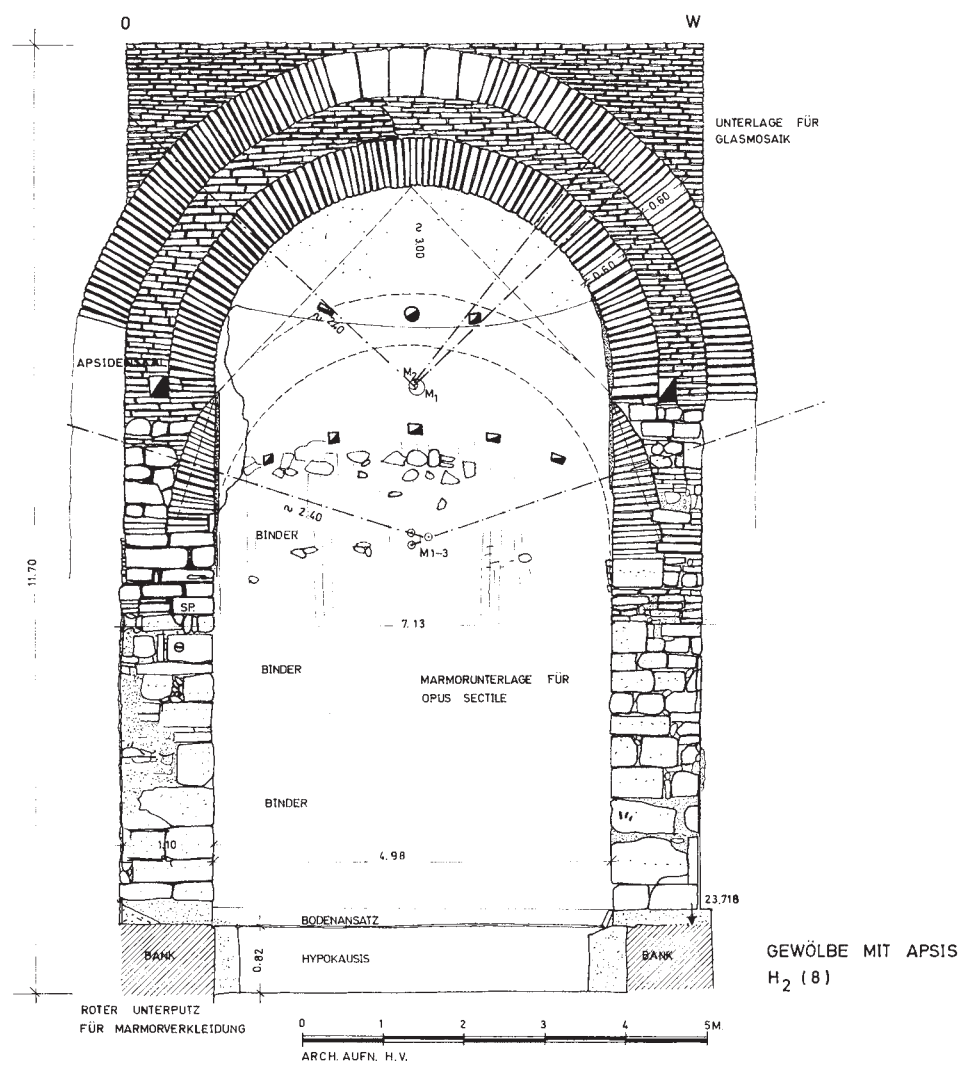 O W
UNTERLAGE FÜR
GLASMOSAIK
0.60
~ 3.00
~ 0.60
~ 2.40
APSIDENSAAL
M2
M1
~ 2.40
BINDER
M1-3
11.70
SP.
7.13
BINDER
MARMORUNTERLAGE FÜR
OPUS SECTILE
BINDER
1.10
4.98
23.718
BODENANSATZ
BANK
0.82
HYPOKAUSIS
BANK
GEWÖLBE MIT APSIS
H2 (8)
ROTER UNTERPUTZ
FÜR MARMORVERKLEIDUNG
0 1 2 3 4 5M.
ARCH. AUFN. H.V.